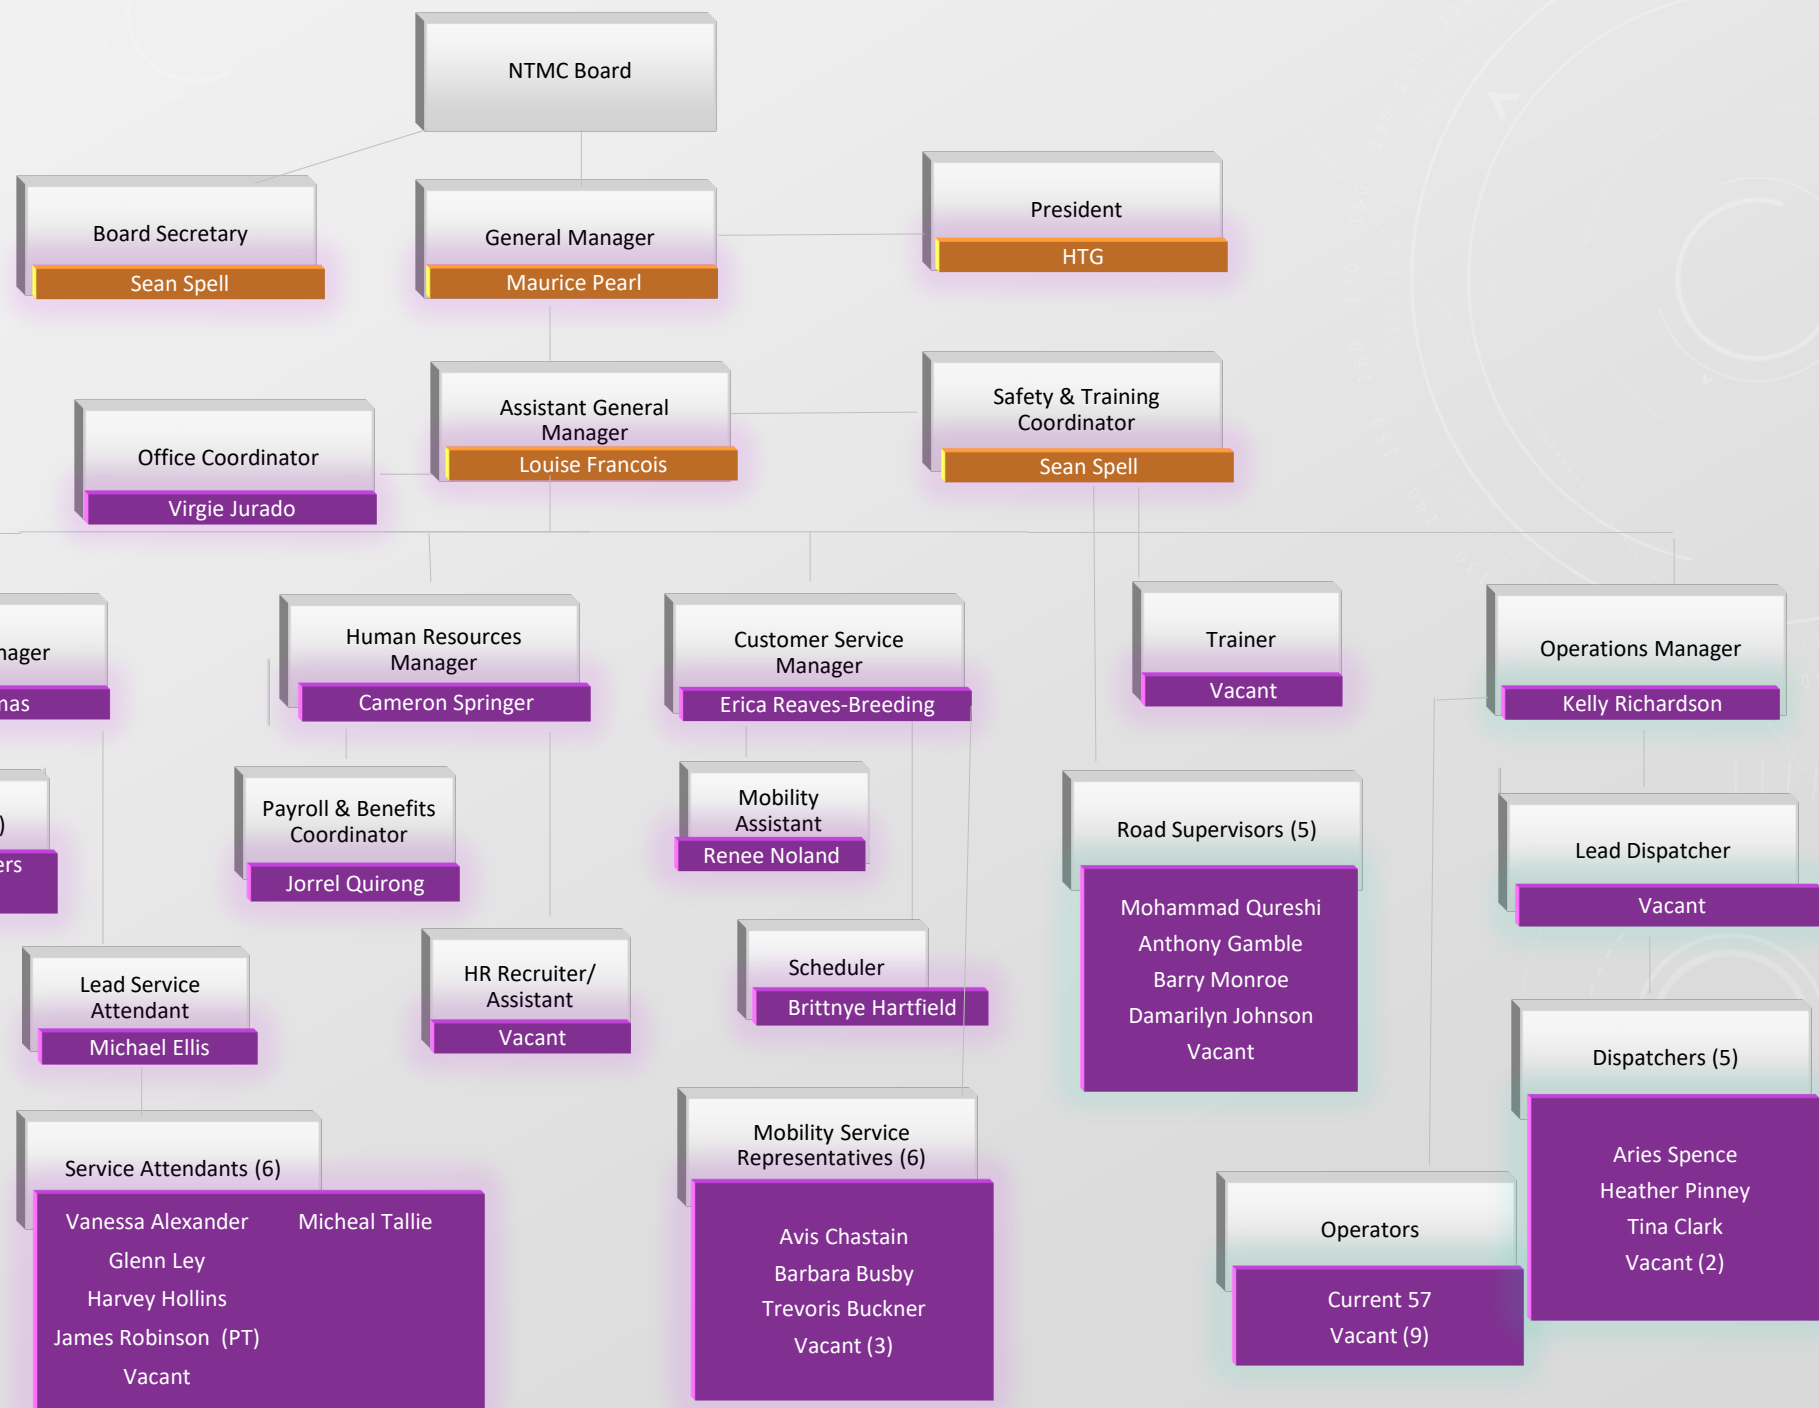 NTMC Board
Board Secretary
Sean Spell
General Manager
Maurice Pearl
President
HTG
Office Coordinator
Virgie Jurado
Assistant General
Manager
Louise Francois
Safety & Training
Coordinator
Sean Spell
Human Resources
Manager
Cameron Springer
Customer Service
Manager
Erica Reaves-Breeding
Trainer
Vacant
Operations Manager
Kelly Richardson
Payroll & Benefits
Coordinator
Jorrel Quirong
Mobility
Assistant
Renee Noland
Road Supervisors (5)
Mohammad Qureshi
Anthony Gamble
Barry Monroe
Damarilyn Johnson
Vacant
Lead Dispatcher
Vacant
Lead Service
Attendant
Michael Ellis
HR Recruiter/
Assistant
Vacant
Scheduler
Brittnye Hartfield
Dispatchers (5)
Aries Spence
Heather Pinney
Tina Clark
Vacant (2)
Service Attendants (6)
Vanessa Alexander Micheal Tallie
Glenn Ley
Harvey Hollins
James Robinson (PT)
Vacant
Mobility Service
Representatives (6)
Avis Chastain
Barbara Busby
Trevoris Buckner
Vacant (3)
Operators
Current 57
Vacant (9)